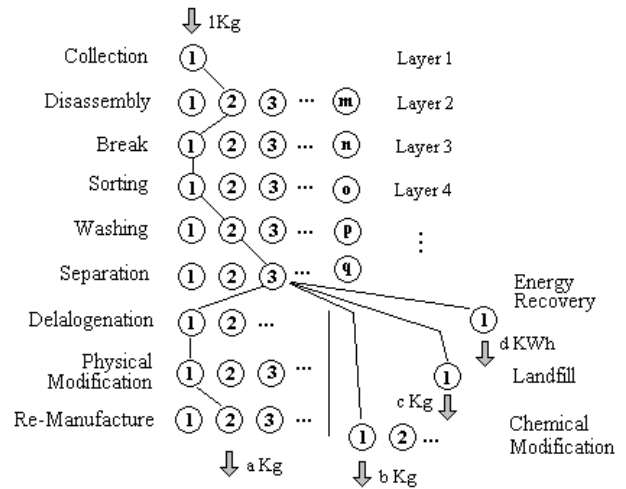 1Kg
Collection 1 Layer 1
Disassembly 1 2 3 ... m Layer 2
Break 1 2 3 ... n Layer 3
Sorting 1 2 3 ... o Layer 4
Washing 1 2 3 ... p
Separation 1 2 3 ... q
Energy
Recovery
1
d KWh
Delalogenation 1 2 ...
Physical
Modification
1 2 3 ...
1 Landfill
c Kg
Re-Manufacture 1 2 3 ...
1 2 ...
Chemical
Modification
a Kg
b Kg